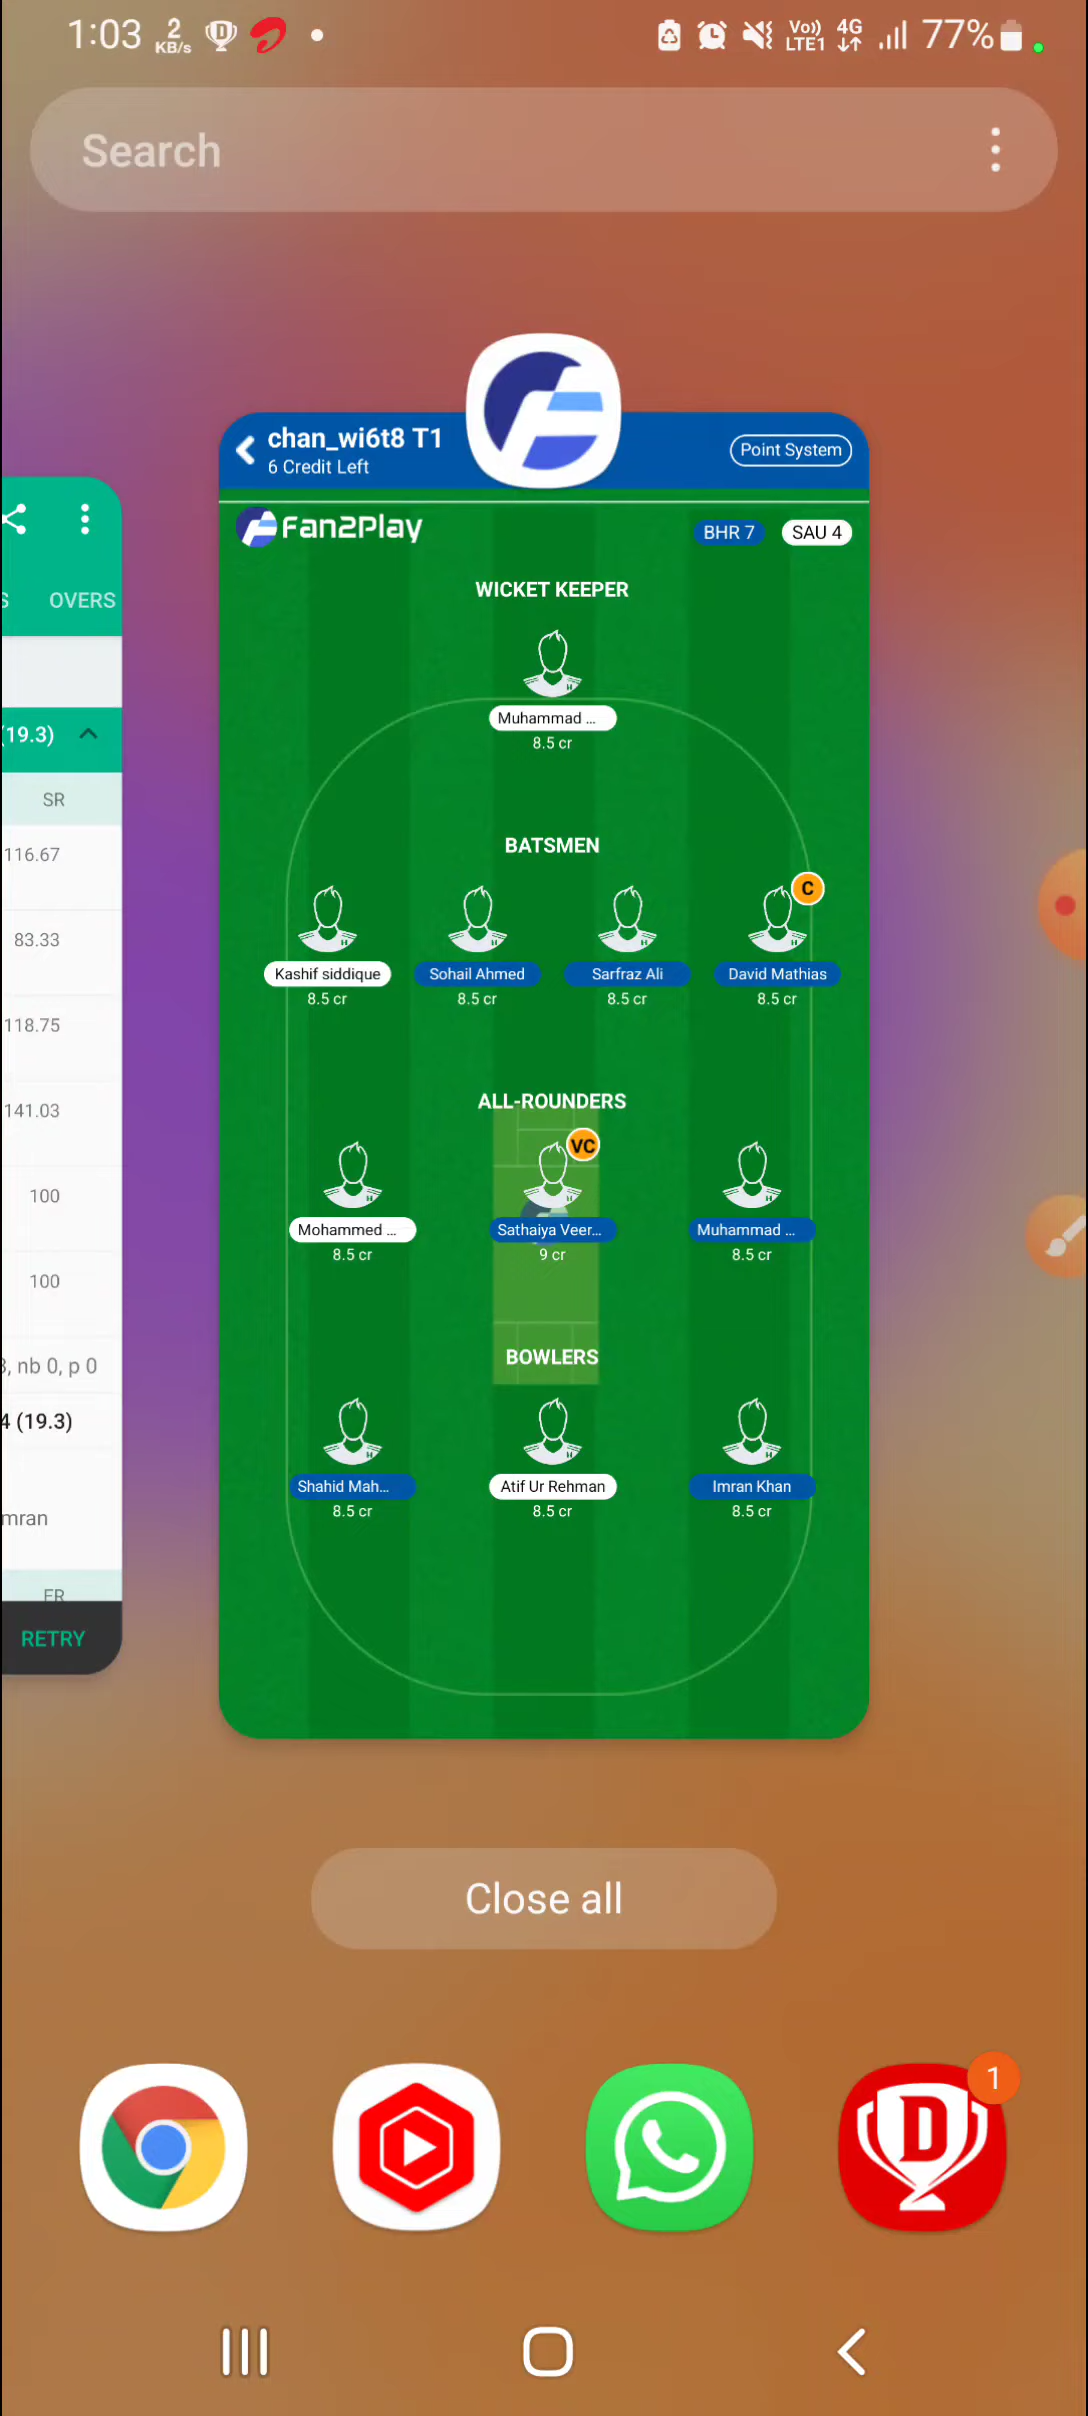 1:03 2 KB/s Vo)) LTE1 4G 77%
Search
chan_wi6t8 T1
6 Credit Left
Point System
Fan2Play
BHR 7 SAU 4
S OVERS
(19.3)
SR
116.67
83.33
118.75
141.03
100
100
3, nb 0, p 0
4 (19.3)
mran
ER
RETRY
WICKET KEEPER
Muhammad ...
8.5 cr
BATSMEN
C
Kashif siddique Sohail Ahmed Sarfraz Ali David Mathias
8.5 cr 8.5 cr 8.5 cr 8.5 cr
ALL-ROUNDERS
VC
Mohammed ... Sathaiya Veer... Muhammad ...
8.5 cr 9 cr 8.5 cr
BOWLERS
Shahid Mah... Atif Ur Rehman Imran Khan
8.5 cr 8.5 cr 8.5 cr
Close all
1
D